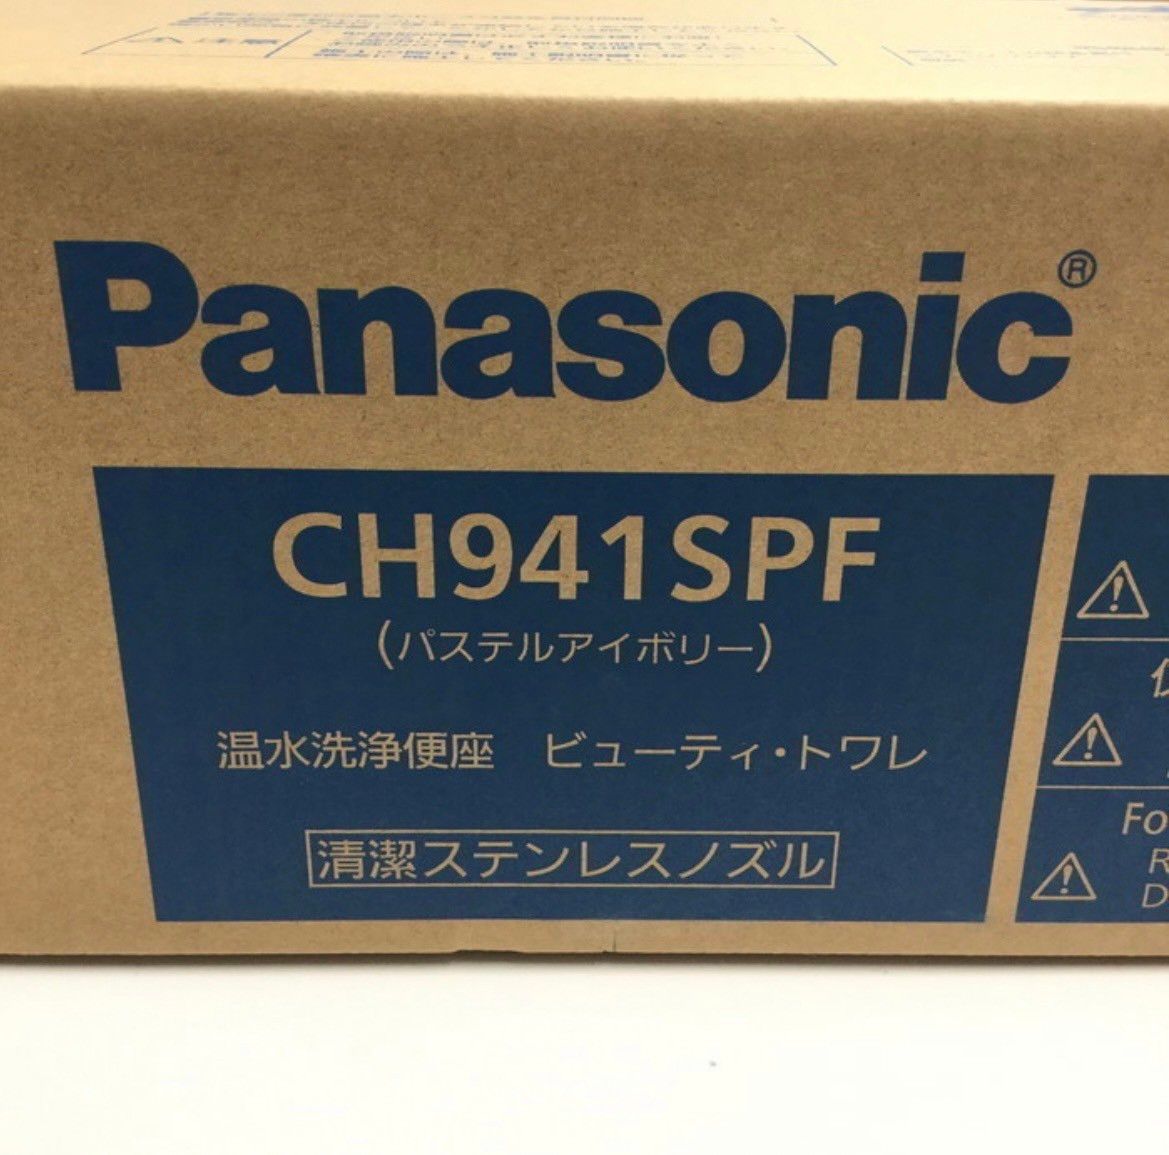 Panasonic®
CH941SPF
(パステルアイボリー)
温水洗浄便座 ビューティ・トワレ
清潔ステンレスノズル
Fo
R
D